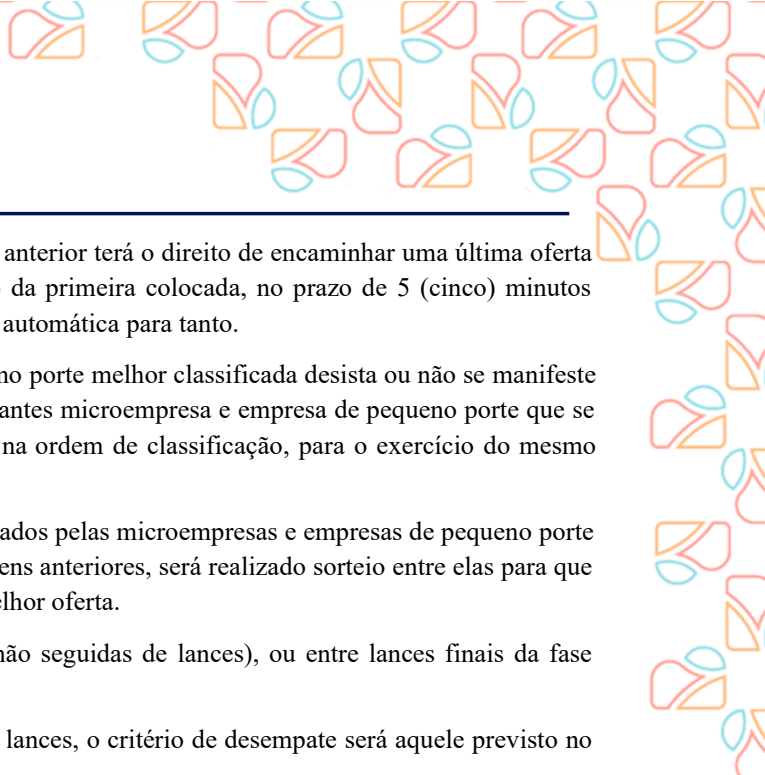 anterior terá o direito de encaminhar uma última oferta
da primeira colocada, no prazo de 5 (cinco) minutos
automática para tanto.
no porte melhor classificada desista ou não se manifeste
antes microempresa e empresa de pequeno porte que se
na ordem de classificação, para o exercício do mesmo
ados pelas microempresas e empresas de pequeno porte
ens anteriores, será realizado sorteio entre elas para que
elhor oferta.
não seguidas de lances), ou entre lances finais da fase
lances, o critério de desempate será aquele previsto no